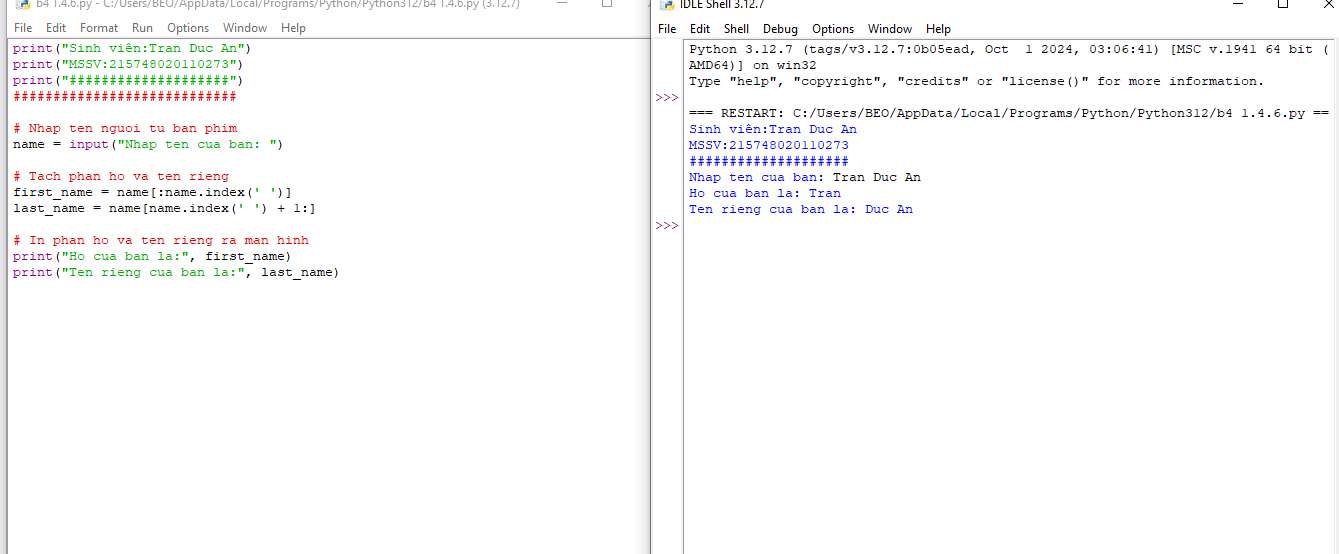 b4 1.4.6.py - C:/Users/BEO/AppData/Local/Programs/Python/Python312/b4 1.4.6.py (3.12.7)
File Edit Format Run Options Window Help
print("Sinh viên:Tran Duc An")
print("MSSV:215748020110273")
print("####################")
############################
# Nhap ten nguoi tu ban phim
name = input("Nhap ten cua ban: ")
# Tach phan ho va ten rieng
first_name = name[:name.index(' ')]
last_name = name[name.index(' ') + 1:]
# In phan ho va ten rieng ra man hinh
print("Ho cua ban la:", first_name)
print("Ten rieng cua ban la:", last_name)
IDLE Shell 3.12.7
File Edit Shell Debug Options Window Help
Python 3.12.7 (tags/v3.12.7:0b05ead, Oct  1 2024, 03:06:41) [MSC v.1941 64 bit (
AMD64)] on win32
Type "help", "copyright", "credits" or "license()" for more information.
>>>
=== RESTART: C:/Users/BEO/AppData/Local/Programs/Python/Python312/b4 1.4.6.py ==
Sinh viên:Tran Duc An
MSSV:215748020110273
####################
Nhap ten cua ban: Tran Duc An
Ho cua ban la: Tran
Ten rieng cua ban la: Duc An
>>>